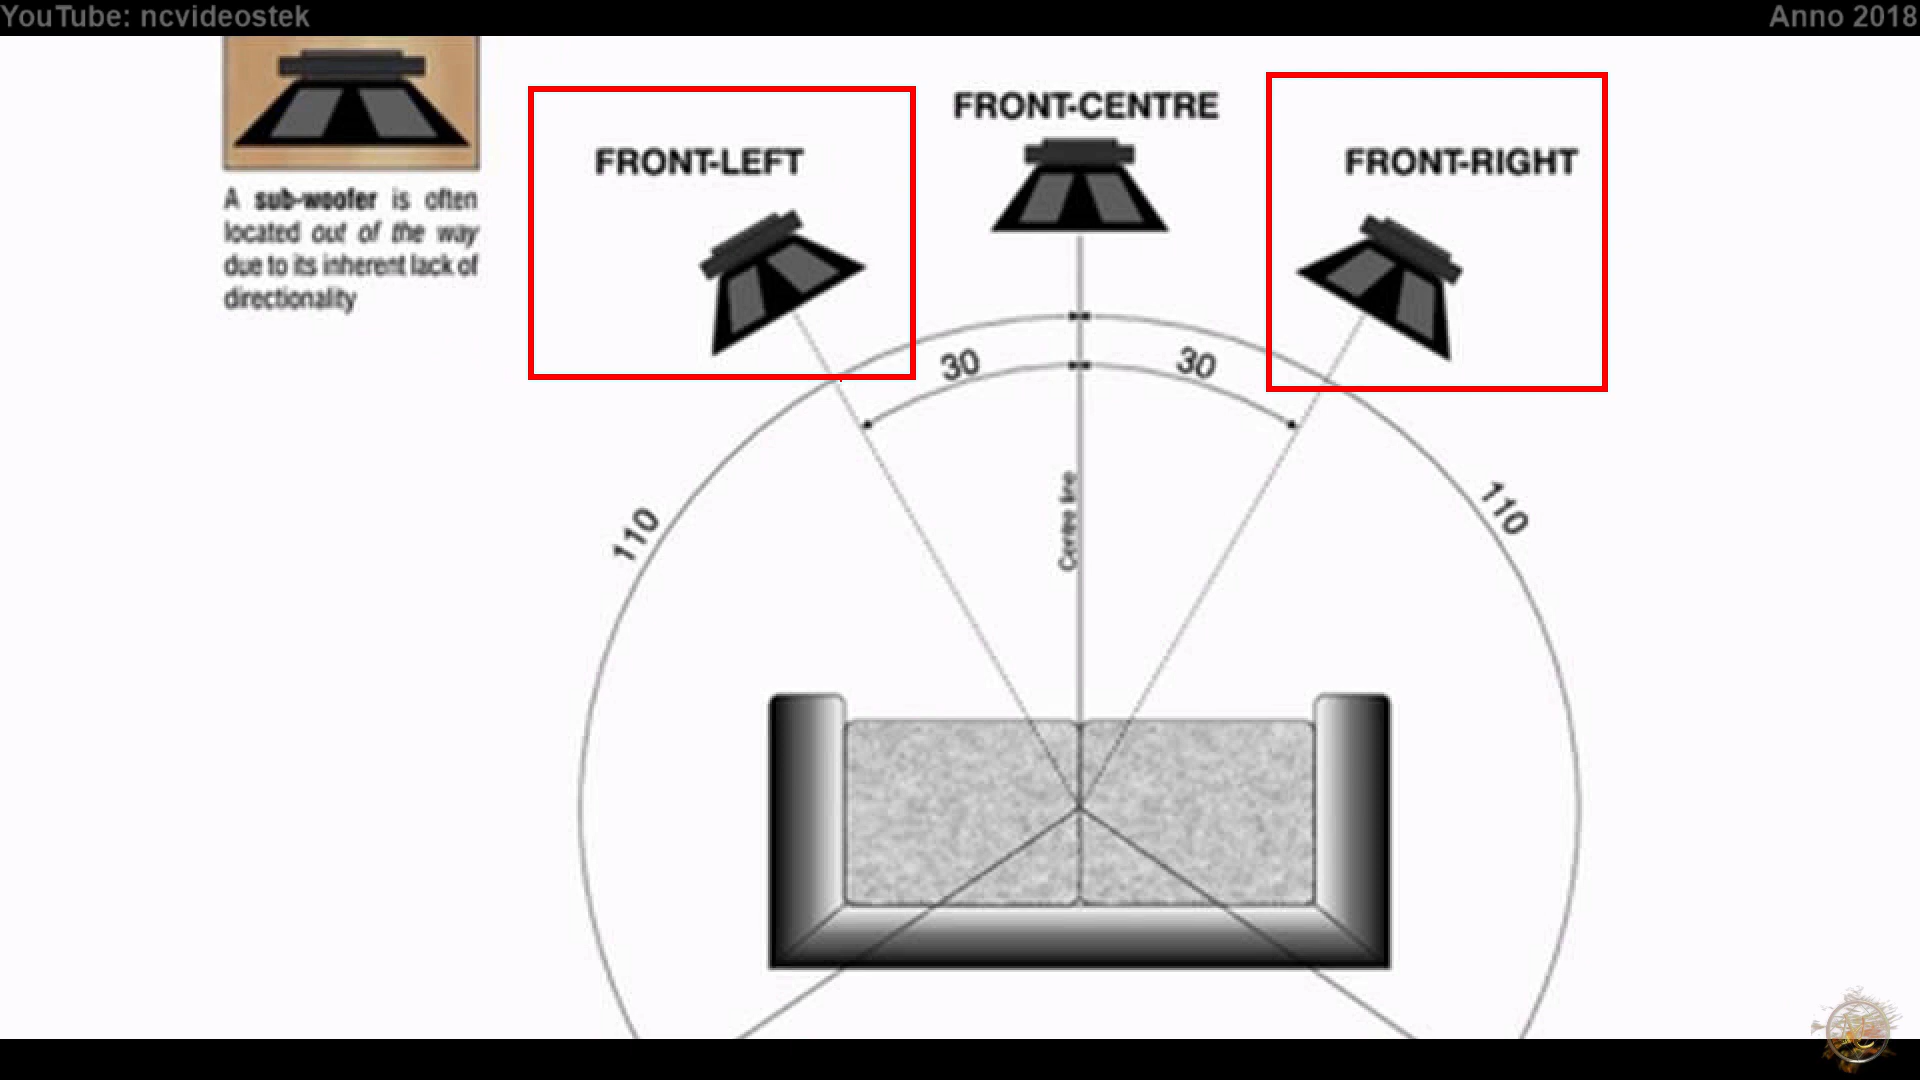 YouTube: ncvideostek
Anno 2018
FRONT-CENTRE
FRONT-LEFT
FRONT-RIGHT
A sub-woofer is often
located out of the way
due to its inherent lack of
directionality
30
30
110
110
Centre line